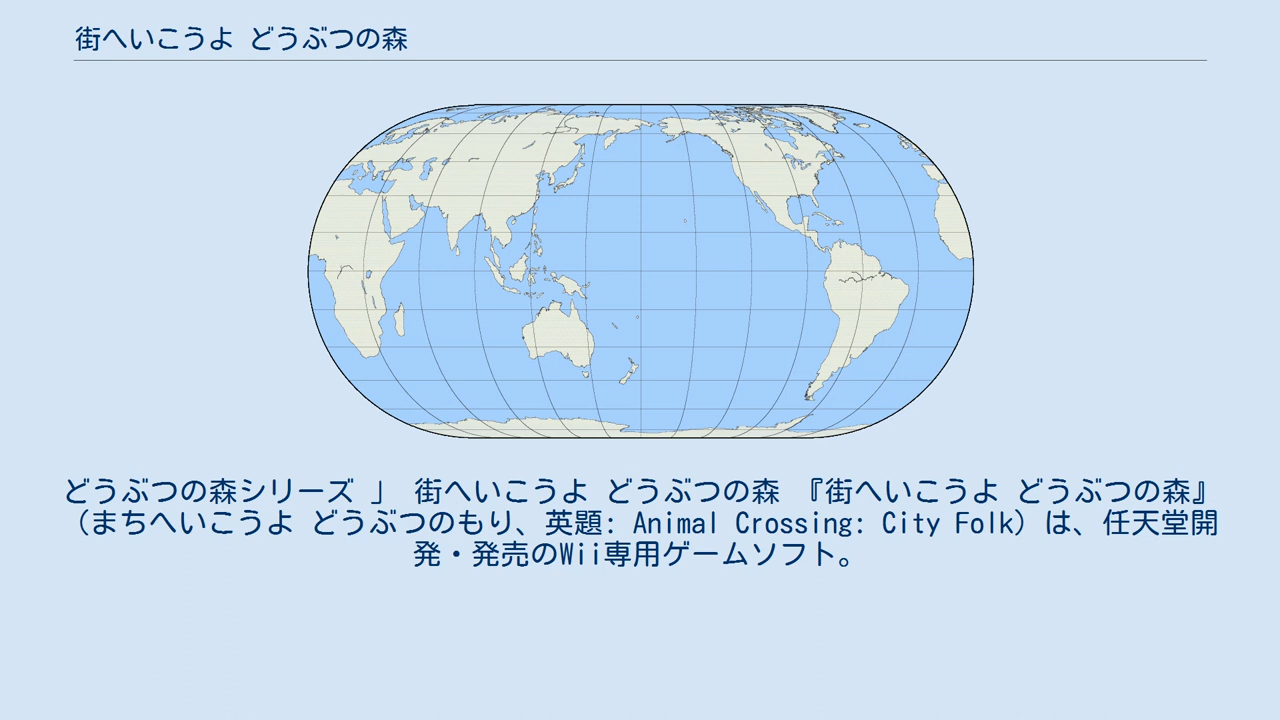 街へいこうよ どうぶつの森
どうぶつの森シリーズ 」 街へいこうよ どうぶつの森 『街へいこうよ どうぶつの森』
（まちへいこうよ どうぶつのもり、英題: Animal Crossing: City Folk）は、任天堂開
発・発売のWii専用ゲームソフト。